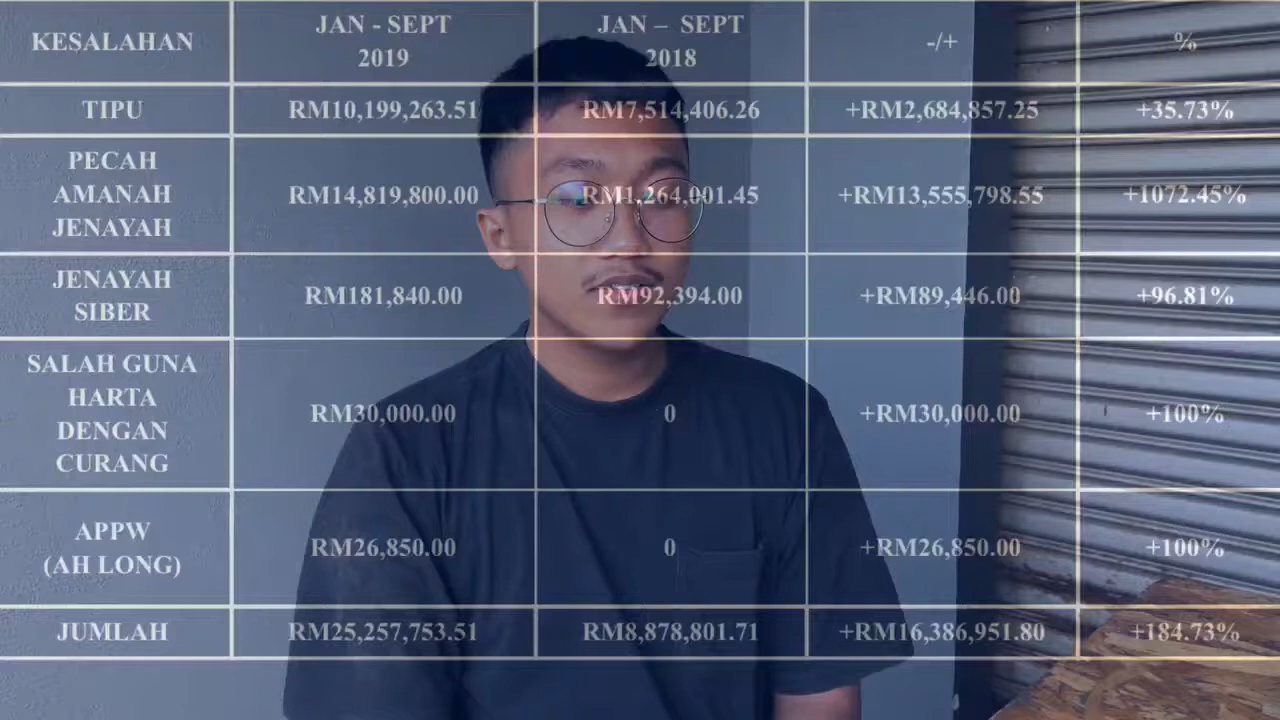 KESALAHAN
JAN - SEPT
2019
JAN – SEPT
2018
-/+
%
TIPU
RM10,199,263.51
RM7,514,406.26
+RM2,684,857.25
+35.73%
PECAH
AMANAH
JENAYAH
RM14,819,800.00
RM1,264,001.45
+RM13,555,798.55
+1072.45%
JENAYAH
SIBER
RM181,840.00
RM92,394.00
+RM89,446.00
+96.81%
SALAH GUNA
HARTA
DENGAN
CURANG
RM30,000.00
0
+RM30,000.00
+100%
APPW
(AH LONG)
RM26,850.00
0
+RM26,850.00
+100%
JUMLAH
RM25,257,753.51
RM8,878,801.71
+RM16,386,951.80
+184.73%